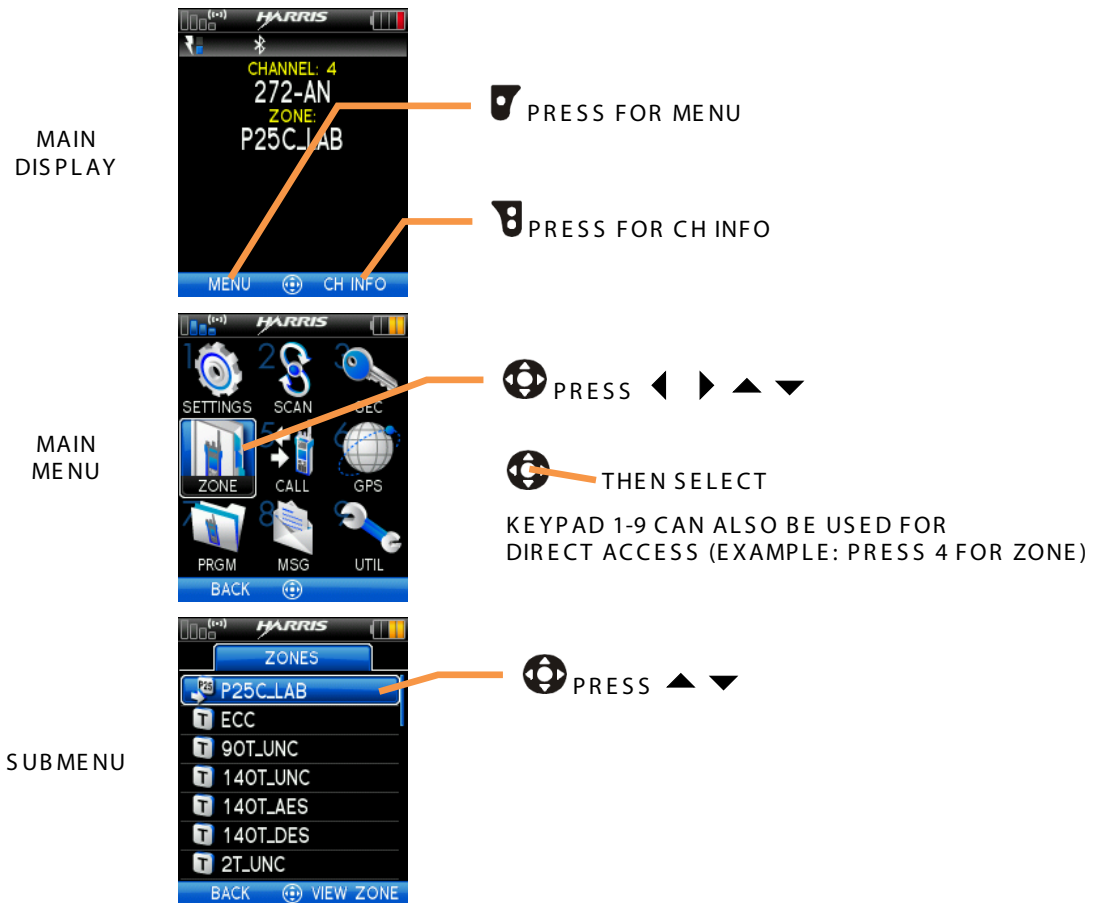 HARRIS
CHANNEL: 4
272-AN
ZONE:
P25C_LAB
MENU CH INFO
MAIN
DISPLAY
PRESS FOR MENU
PRESS FOR CH INFO
HARRIS
1 2 3
SETTINGS SCAN SEC
5 6
ZONE CALL GPS
7 8 9
PRGM MSG UTIL
BACK
MAIN
MENU
PRESS
THEN SELECT
KEYPAD 1-9 CAN ALSO BE USED FOR
DIRECT ACCESS (EXAMPLE: PRESS 4 FOR ZONE)
HARRIS
ZONES
P25 P25C_LAB
T ECC
T 90T_UNC
T 140T_UNC
T 140T_AES
T 140T_DES
T 2T_UNC
BACK VIEW ZONE
SUBMENU
PRESS